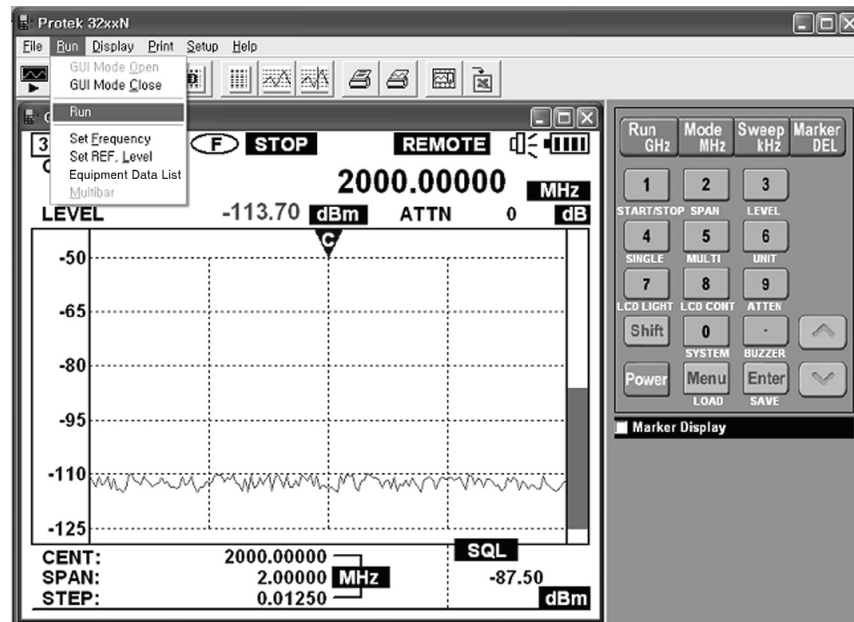 Protek 32xxN
File Run Display Print Setup Help
GUI Mode Open
GUI Mode Close
Run
Set Frequency
Set REF, Level
Equipment Data List
Multibar
G
3 F STOP REMOTE
C
2000.00000 MHz
LEVEL -113.70 dBm ATTN 0 dB
C
-50
-65
-80
-95
-110
-125
CENT: 2000.00000
SPAN: 2.00000 MHz
STEP: 0.01250
SQL
-87.50
dBm
Run GHz Mode MHz Sweep kHz Marker DEL
1 2 3
START/STOP SPAN LEVEL
4 5 6
SINGLE MULTI UNIT
7 8 9
LCD LIGHT LCD CONT ATTEN
Shift 0 .
SYSTEM BUZZER
Power Menu Enter
LOAD SAVE
Marker Display